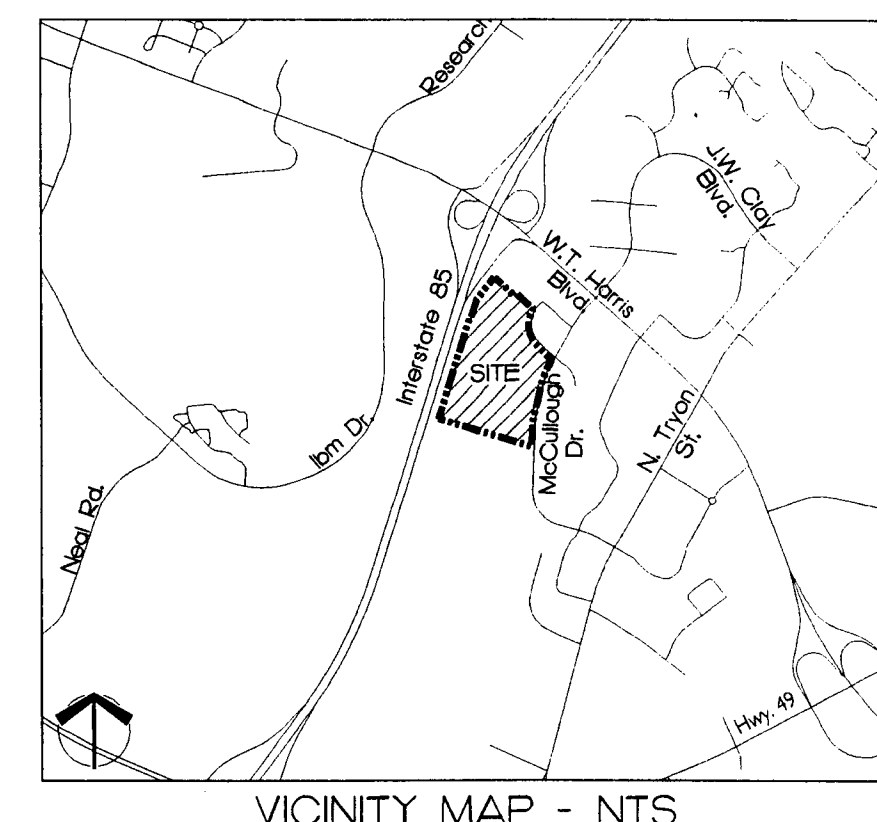 Research
J.W. Clay
Blvd.
W.T. Harris
Blvd.
Interstate 85
SITE
McCullough
Dr.
N. Tryon
St.
Ibm Dr.
Neal Rd.
Hwy. 49
VICINITY MAP - NTS